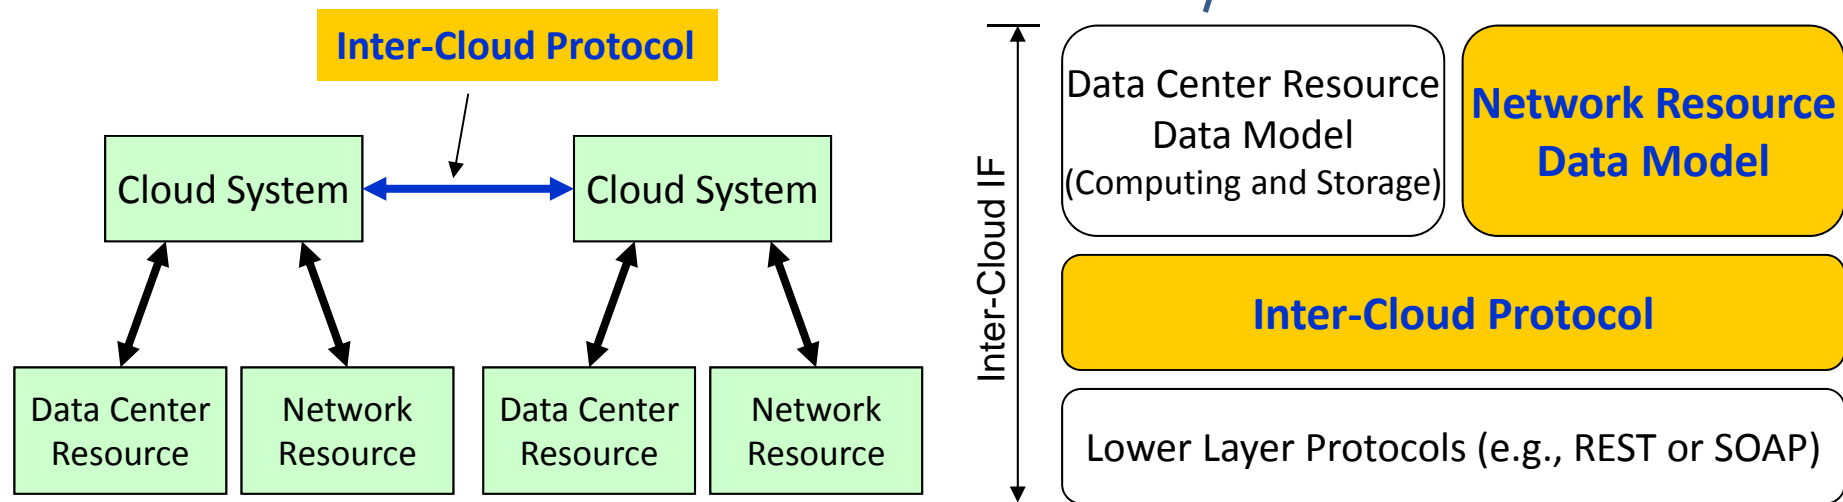 Inter-Cloud Protocol
Cloud System
Cloud System
Data Center
Resource
Network
Resource
Data Center
Resource
Network
Resource
Inter-Cloud IF
Data Center Resource
Data Model
(Computing and Storage)
Network Resource
Data Model
Inter-Cloud Protocol
Lower Layer Protocols (e.g., REST or SOAP)